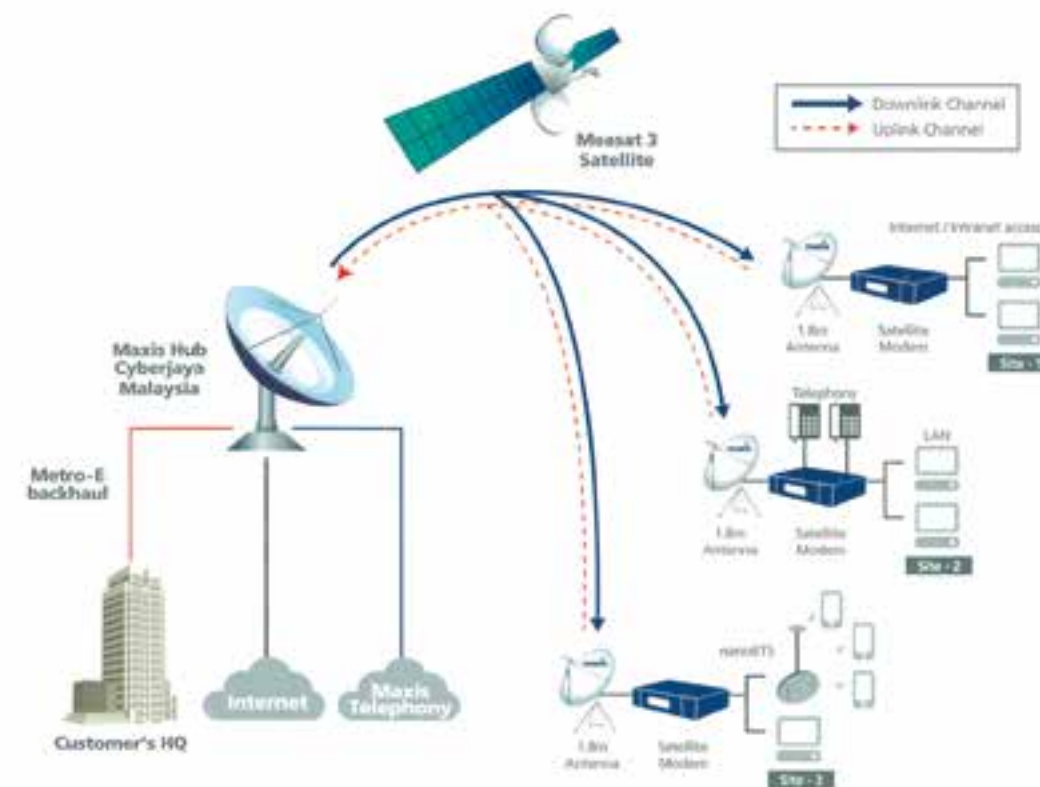 Measat 3
Satellite
Downlink Channel
Uplink Channel
Internet / Intranet access
1.8m
Antenna
Satellite
Modem
Site - 1
Maxis Hub
Cyberjaya
Malaysia
Telephony
LAN
1.8m
Antenna
Satellite
Modem
Site - 2
Metro-E
backhaul
nanoBTS
Internet
Maxis
Telephony
Customer's HQ
1.8m
Antenna
Satellite
Modem
Site - 3